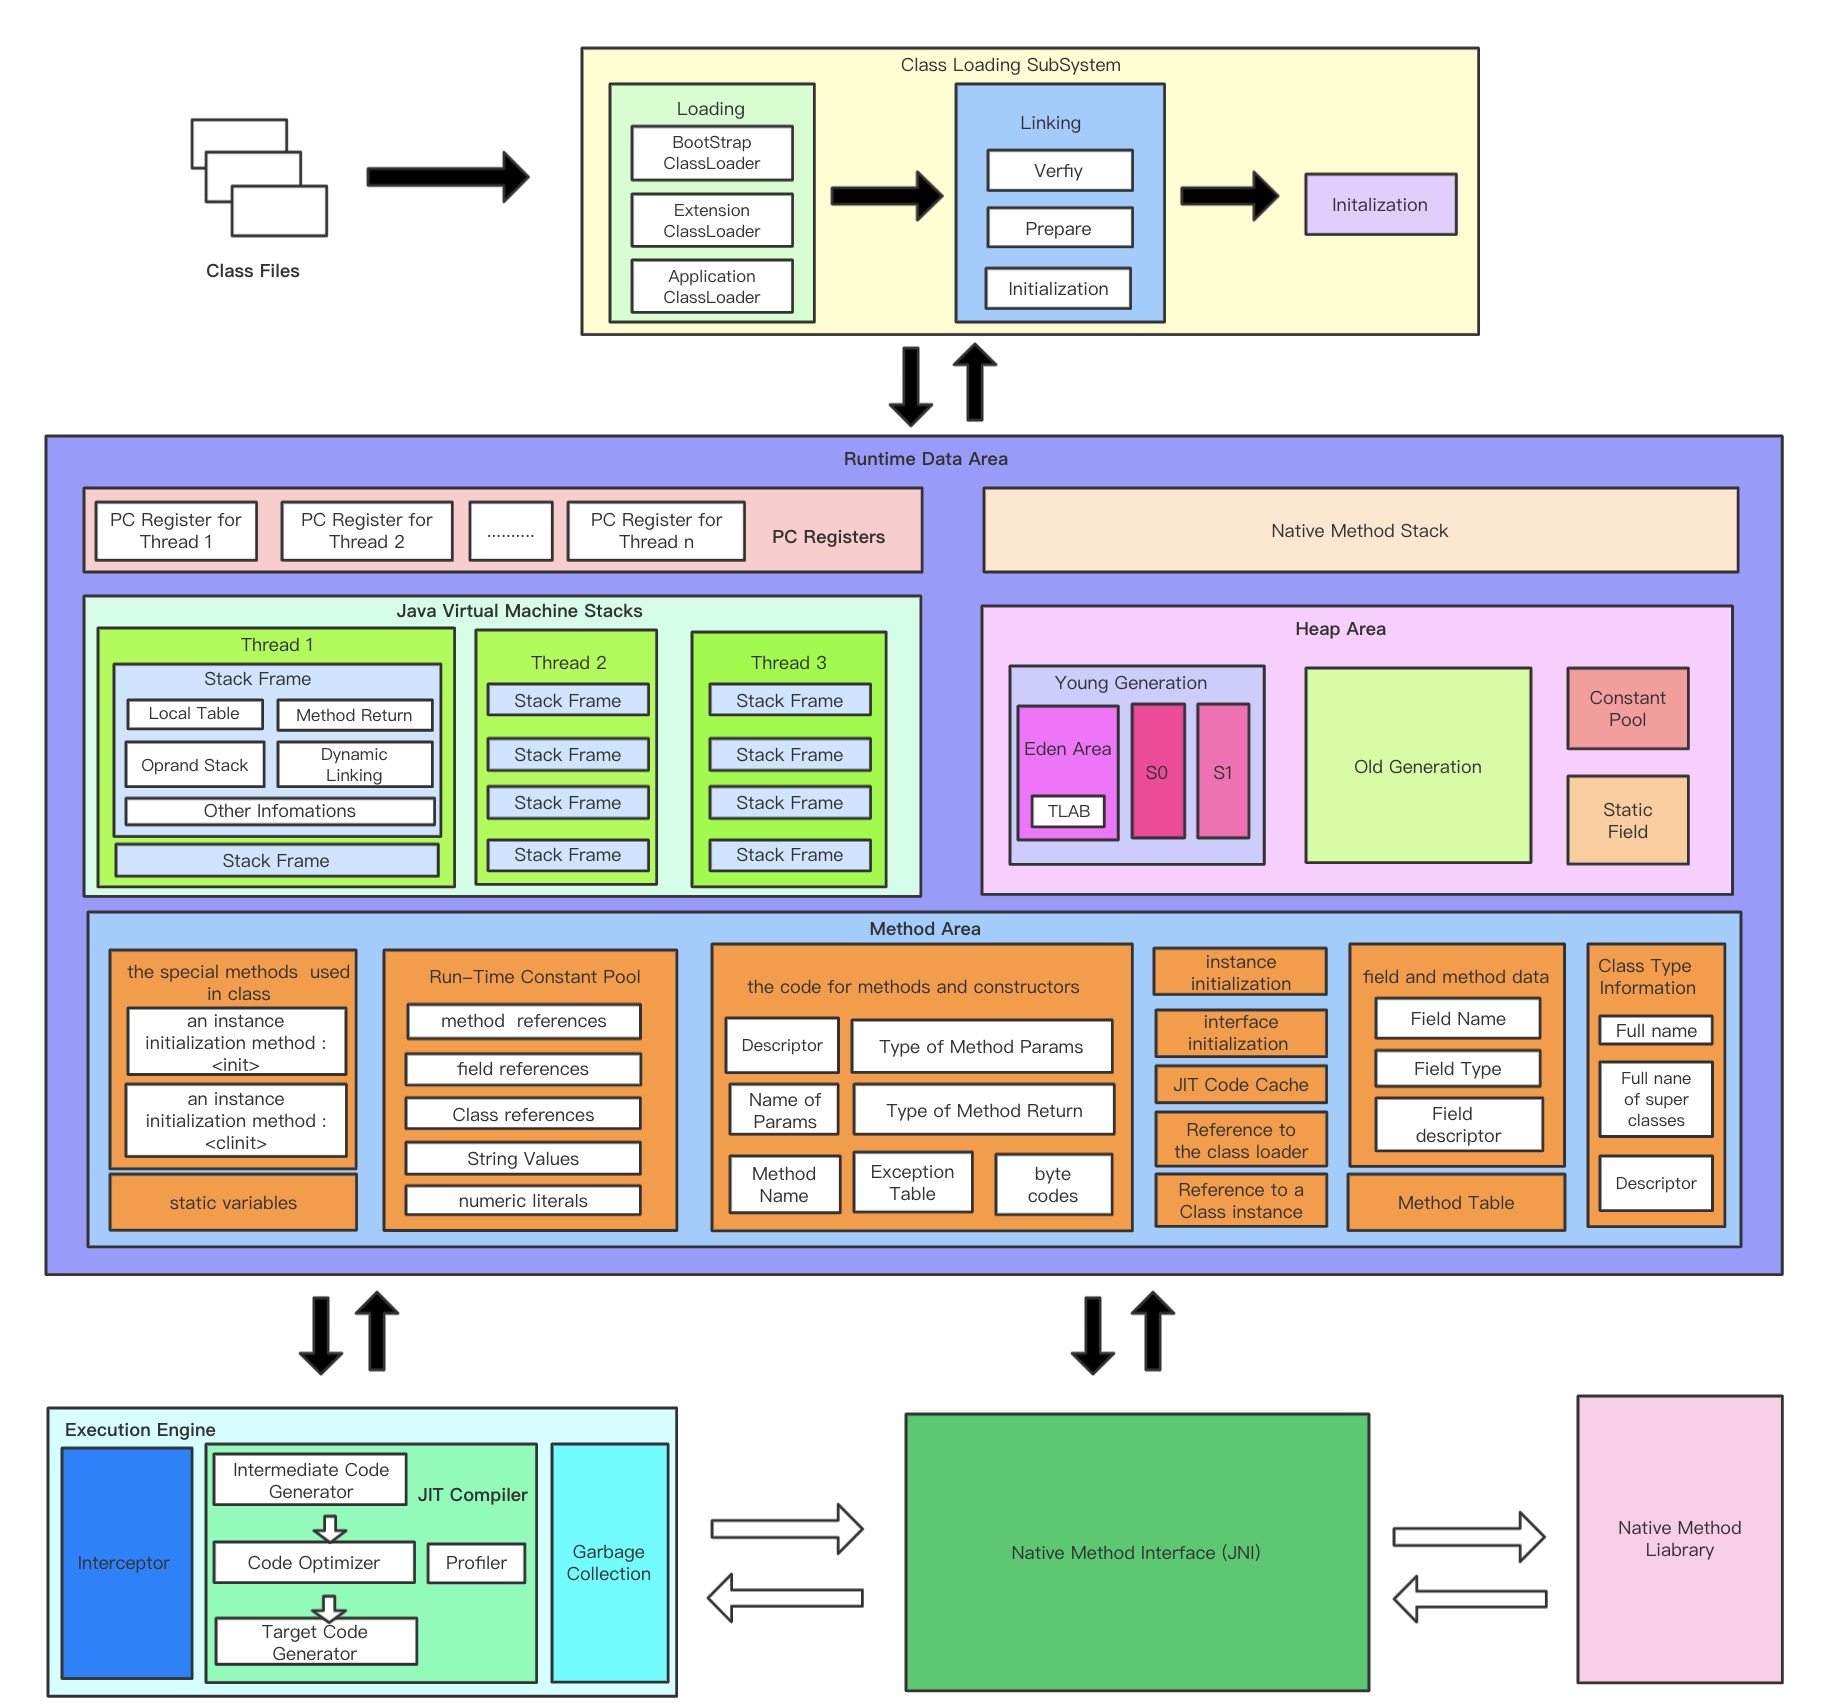 Class Loading SubSystem
Loading
BootStrap
ClassLoader
Extension
ClassLoader
Application
ClassLoader
Linking
Verfiy
Prepare
Initialization
Initalization
Class Files
Runtime Data Area
PC Register for
Thread 1
PC Register for
Thread 2
..........
PC Register for
Thread n
PC Registers
Native Method Stack
Java Virtual Machine Stacks
Thread 1
Stack Frame
Local Table
Method Return
Oprand Stack
Dynamic
Linking
Other Infomations
Stack Frame
Thread 2
Stack Frame
Stack Frame
Stack Frame
Stack Frame
Thread 3
Stack Frame
Stack Frame
Stack Frame
Stack Frame
Heap Area
Young Generation
Eden Area
TLAB
S0
S1
Old Generation
Constant
Pool
Static
Field
Method Area
the special methods  used
in class
an instance
initialization method :
<init>
an instance
initialization method :
<clinit>
static variables
Run-Time Constant Pool
method  references
field references
Class references
String Values
numeric literals
the code for methods and constructors
Descriptor
Type of Method Params
Name of
Params
Type of Method Return
Method
Name
Exception
Table
byte
codes
instance
initialization
interface
initialization
JIT Code Cache
Reference to
the class loader
Reference to a
Class instance
field and method data
Field Name
Field Type
Field
descriptor
Method Table
Class Type
Information
Full name
Full nane
of super
classes
Descriptor
Execution Engine
Interceptor
Intermediate Code
Generator
JIT Compiler
Code Optimizer
Profiler
Target Code
Generator
Garbage
Collection
Native Method Interface (JNI)
Native Method
Liabrary